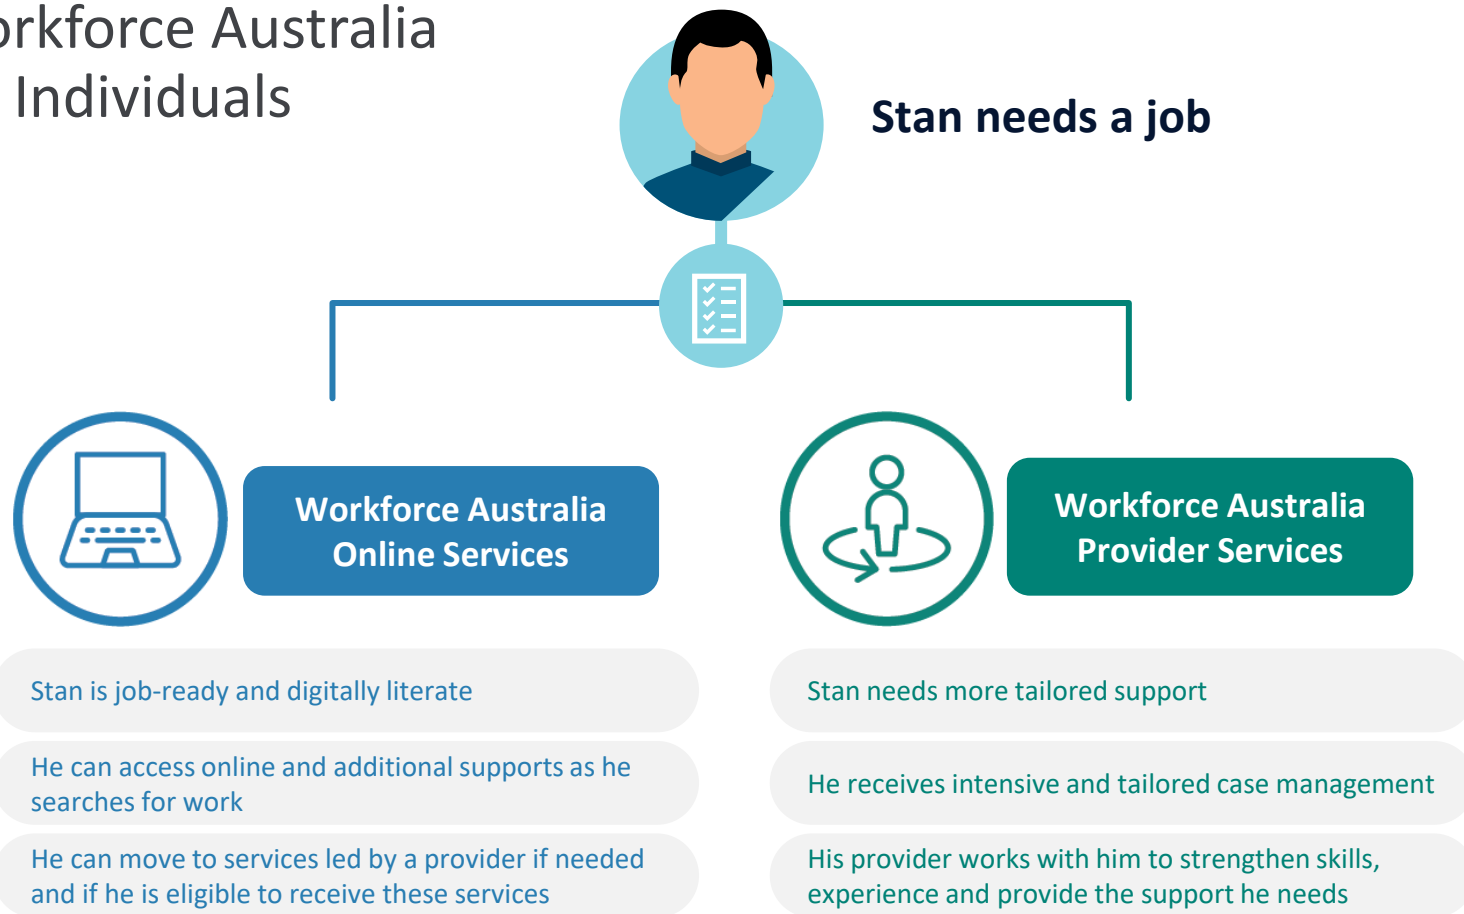 orkforce Australia
Individuals
Stan needs a job
Workforce Australia
Online Services
Stan is job-ready and digitally literate
He can access online and additional supports as he
searches for work
He can move to services led by a provider if needed
and if he is eligible to receive these services
Workforce Australia
Provider Services
Stan needs more tailored support
He receives intensive and tailored case management
His provider works with him to strengthen skills,
experience and provide the support he needs